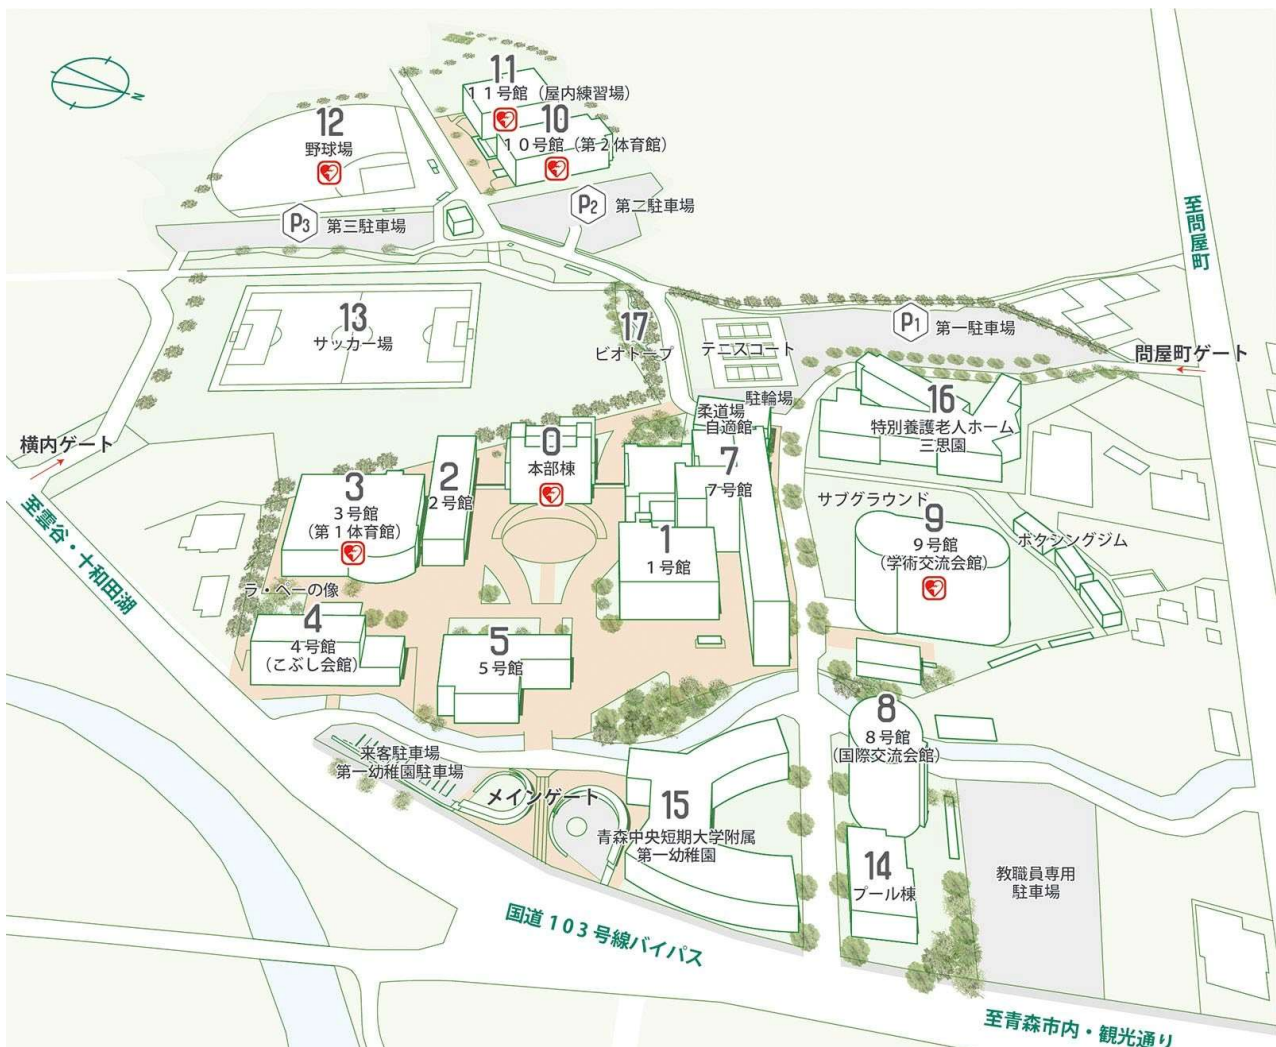 N
11
11号館（屋内練習場）
10
10号館（第2体育館）
12
野球場
P3 第三駐車場
P2 第二駐車場
至問屋町
13
サッカー場
17
ビオトープ
テニスコート
P1 第一駐車場
問屋町ゲート
駐輪場
柔道場
自適館
16
特別養護老人ホーム
三思園
横内ゲート
至雲谷・十和田湖
3
3号館
（第1体育館）
2
2号館
0
本部棟
7
7号館
1
1号館
サブグラウンド
9
9号館
（学術交流会館）
ボクシングジム
ラ・へーの像
4
4号館
（こぶし会館）
5
5号館
8
8号館
（国際交流会館）
来客駐車場
第一幼稚園駐車場
メインゲート
15
青森中央短期大学附属
第一幼稚園
14
プール棟
教職員専用
駐車場
国道103号線バイパス
至青森市内・観光通り